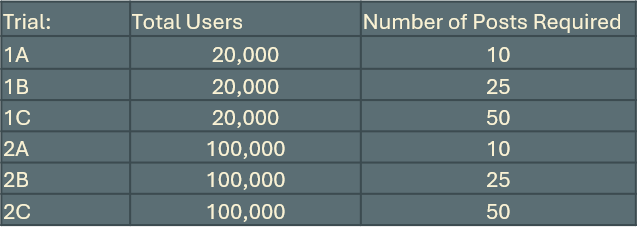 Trial: Total Users Number of Posts Required
1A 20,000 10
1B 20,000 25
1C 20,000 50
2A 100,000 10
2B 100,000 25
2C 100,000 50